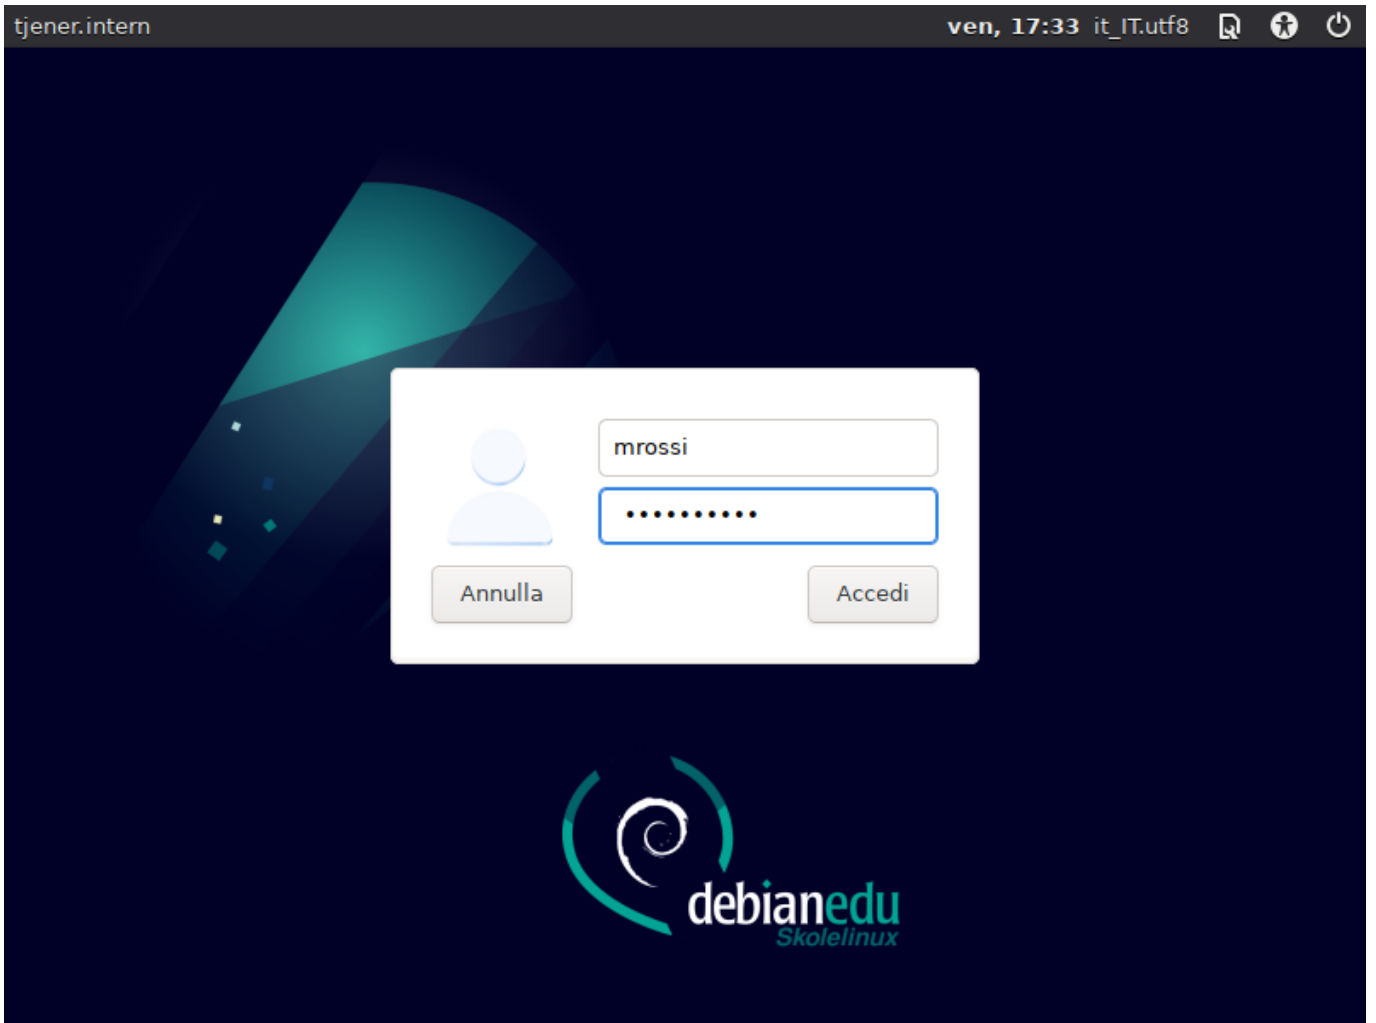 tjener.intern
ven, 17:33 it_IT.utf8
mrossi
••••••••••
Annulla
Accedi
debianedu
Skolelinux